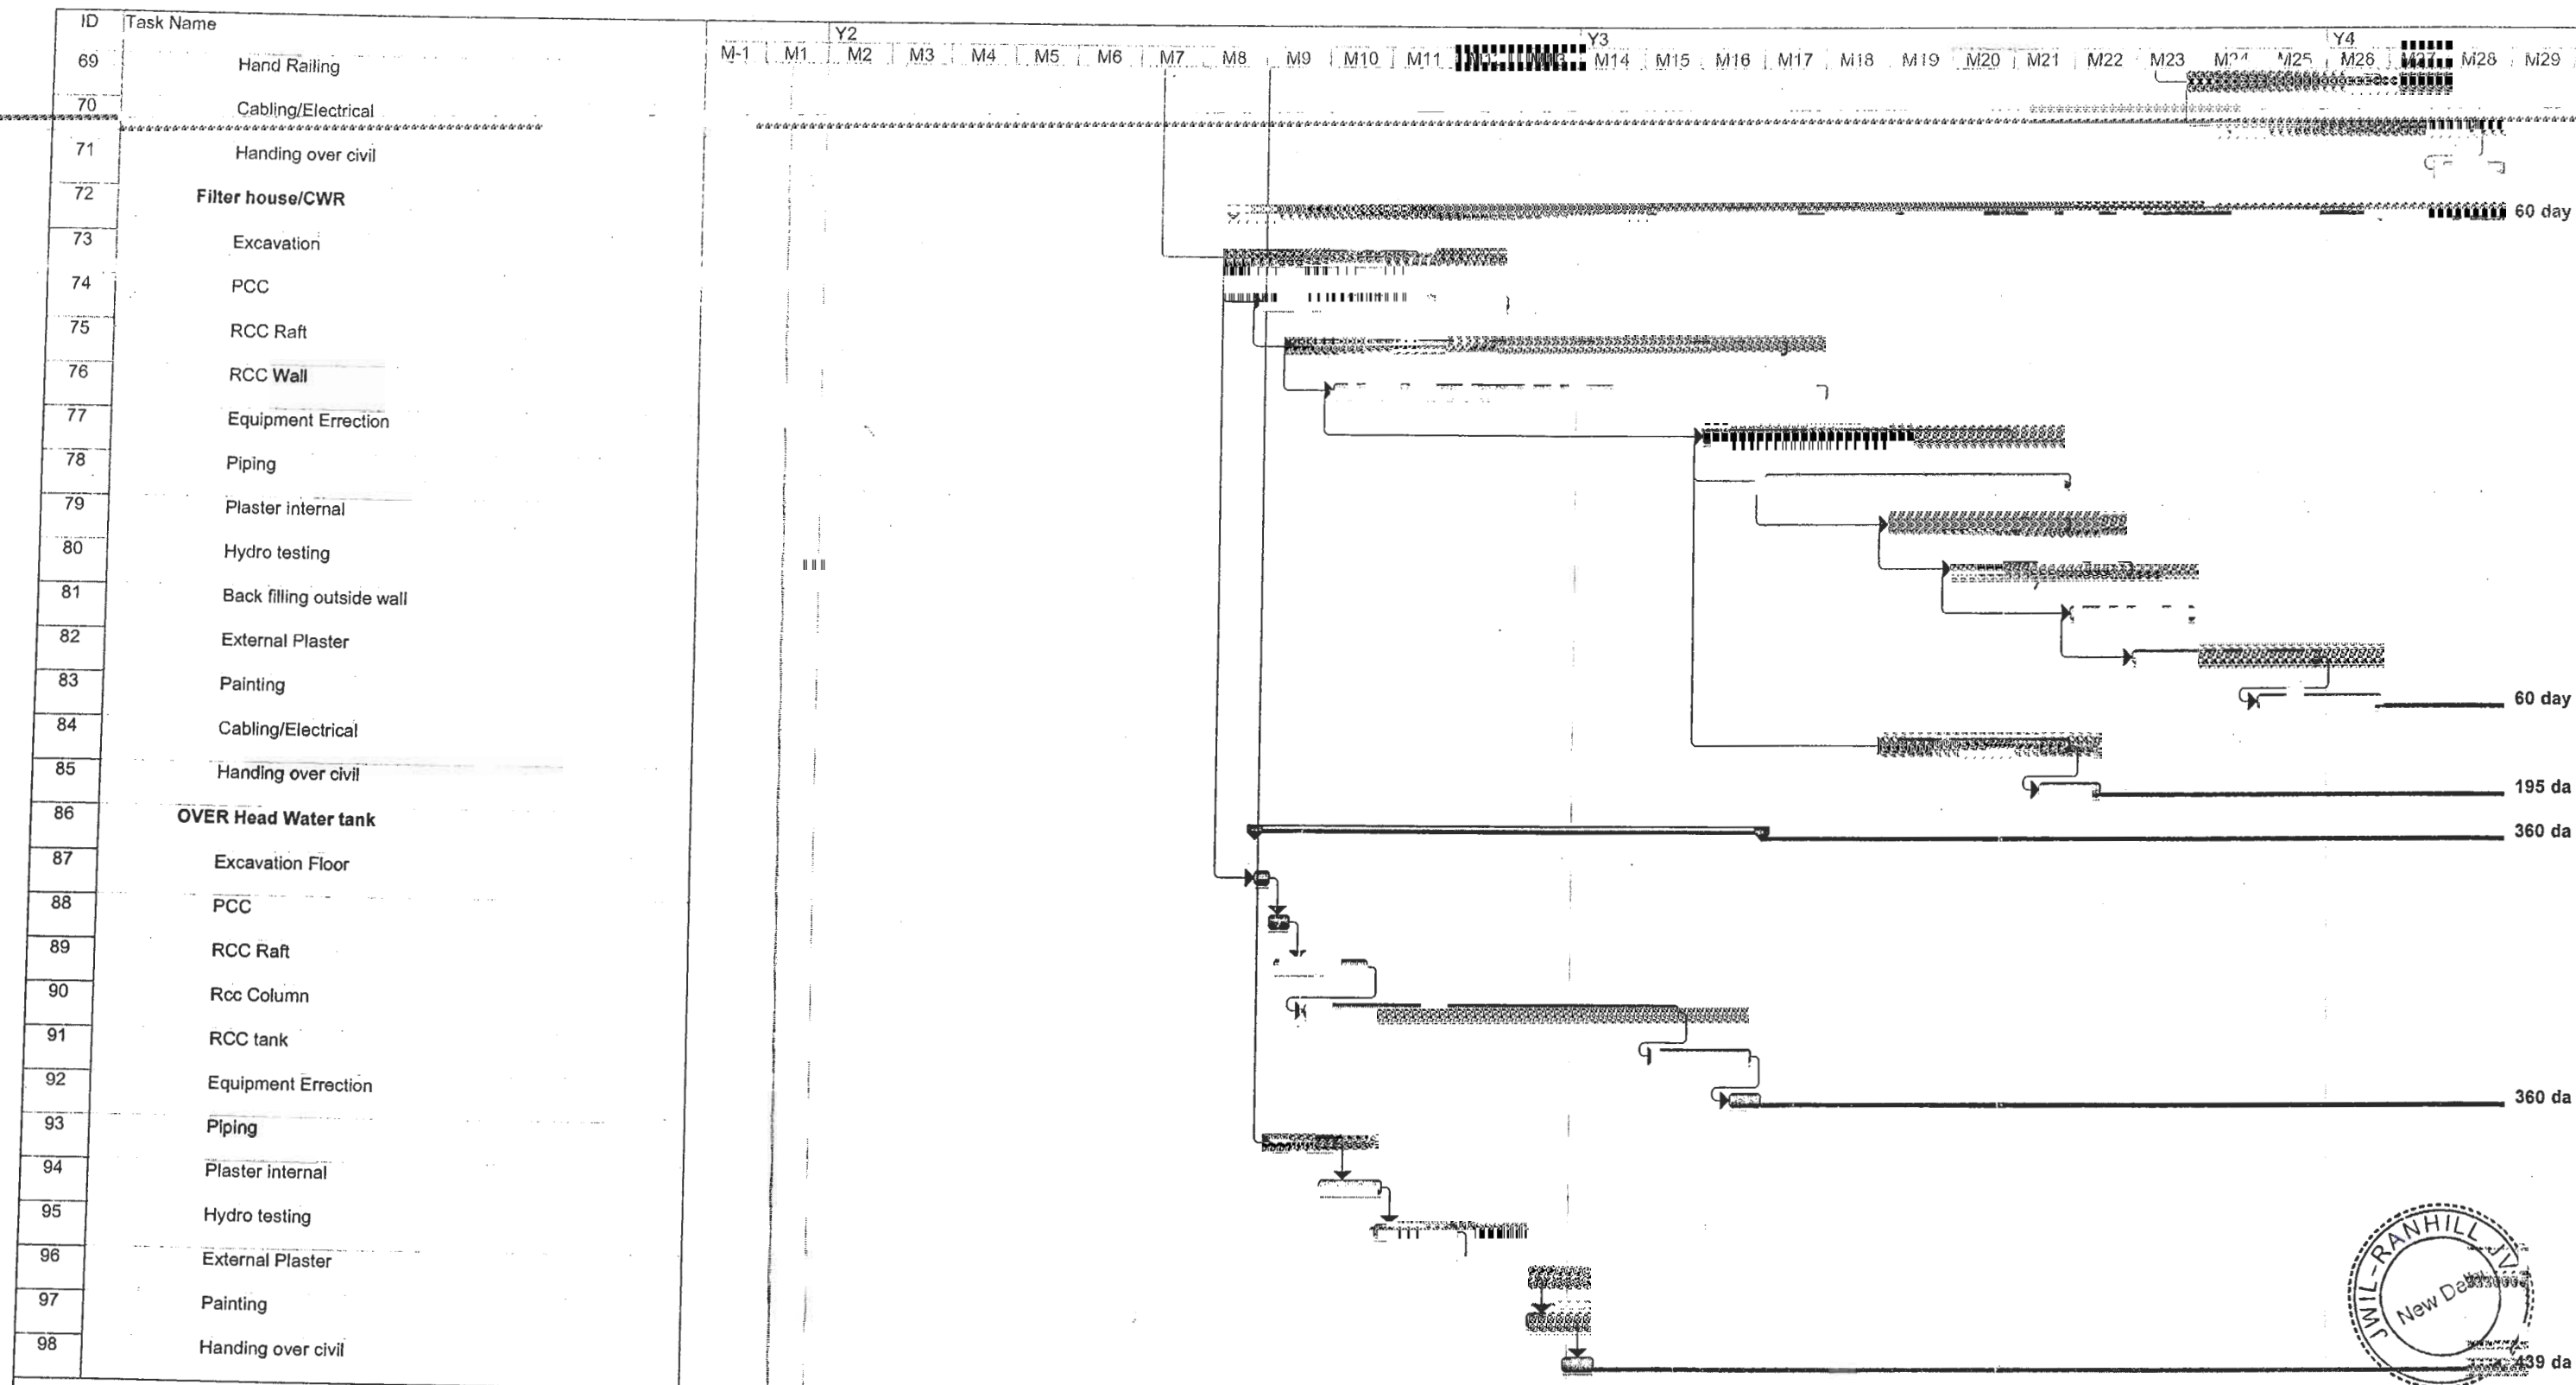 ID Task Name
Y2 Y3 Y4
M-1 M1 M2 M3 M4 M5 M6 M7 M8 M9 M10 M11 M14 M15 M16 M17 M18 M19 M20 M21 M22 M23 M25 M26 M27 M28 M29
69 Hand Railing
70 Cabling/Electrical
71 Handing over civil
72 Filter house/CWR 60 day
73 Excavation
74 PCC
75 RCC Raft
76 RCC Wall
77 Equipment Errection
78 Piping
79 Plaster internal
80 Hydro testing
81 Back filling outside wall
82 External Plaster
83 Painting 60 day
84 Cabling/Electrical
85 Handing over civil 195 da
86 OVER Head Water tank 360 da
87 Excavation Floor
88 PCC
89 RCC Raft
90 Rcc Column
91 RCC tank
92 Equipment Errection 360 da
93 Piping
94 Plaster internal
95 Hydro testing
96 External Plaster
97 Painting
98 Handing over civil 439 da
JWIL-RANHILL JV
New